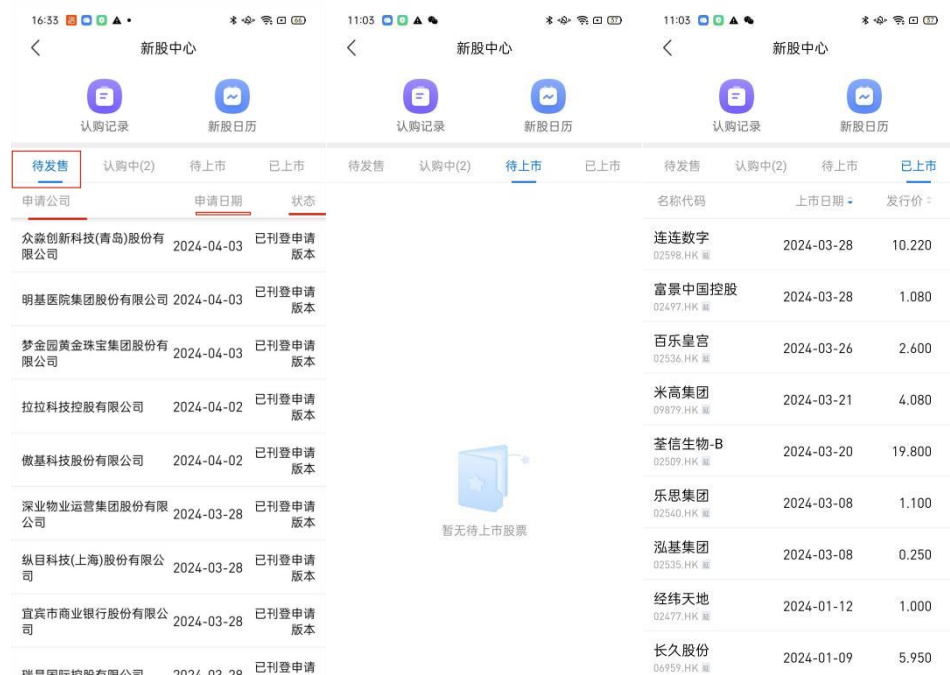 16:33
66
新股中心
认购记录
新股日历
待发售
认购中(2)
待上市
已上市
申请公司
申请日期
状态
众淼创新科技(青岛)股份有
限公司
2024-04-03
已刊登申请
版本
明基医院集团股份有限公司
2024-04-03
已刊登申请
版本
梦金园黄金珠宝集团股份有
限公司
2024-04-03
已刊登申请
版本
拉拉科技控股有限公司
2024-04-02
已刊登申请
版本
傲基科技股份有限公司
2024-04-02
已刊登申请
版本
深业物业运营集团股份有限
公司
2024-03-28
已刊登申请
版本
纵目科技(上海)股份有限公
司
2024-03-28
已刊登申请
版本
宜宾市商业银行股份有限公
司
2024-03-28
已刊登申请
版本
2024-03-28
已刊登申请
11:03
37
新股中心
认购记录
新股日历
待发售
认购中(2)
待上市
已上市
暂无待上市股票
11:03
37
新股中心
认购记录
新股日历
待发售
认购中(2)
待上市
已上市
名称代码
上市日期
发行价
连连数字
02598.HK 延
2024-03-28
10.220
富景中国控股
02497.HK 延
2024-03-28
1.080
百乐皇宫
02536.HK 延
2024-03-26
2.600
米高集团
09879.HK 延
2024-03-21
4.080
荃信生物-B
02509.HK 延
2024-03-20
19.800
乐思集团
02540.HK 延
2024-03-08
1.100
泓基集团
02535.HK 延
2024-03-08
0.250
经纬天地
02477.HK 延
2024-01-12
1.000
长久股份
06959.HK 延
2024-01-09
5.950